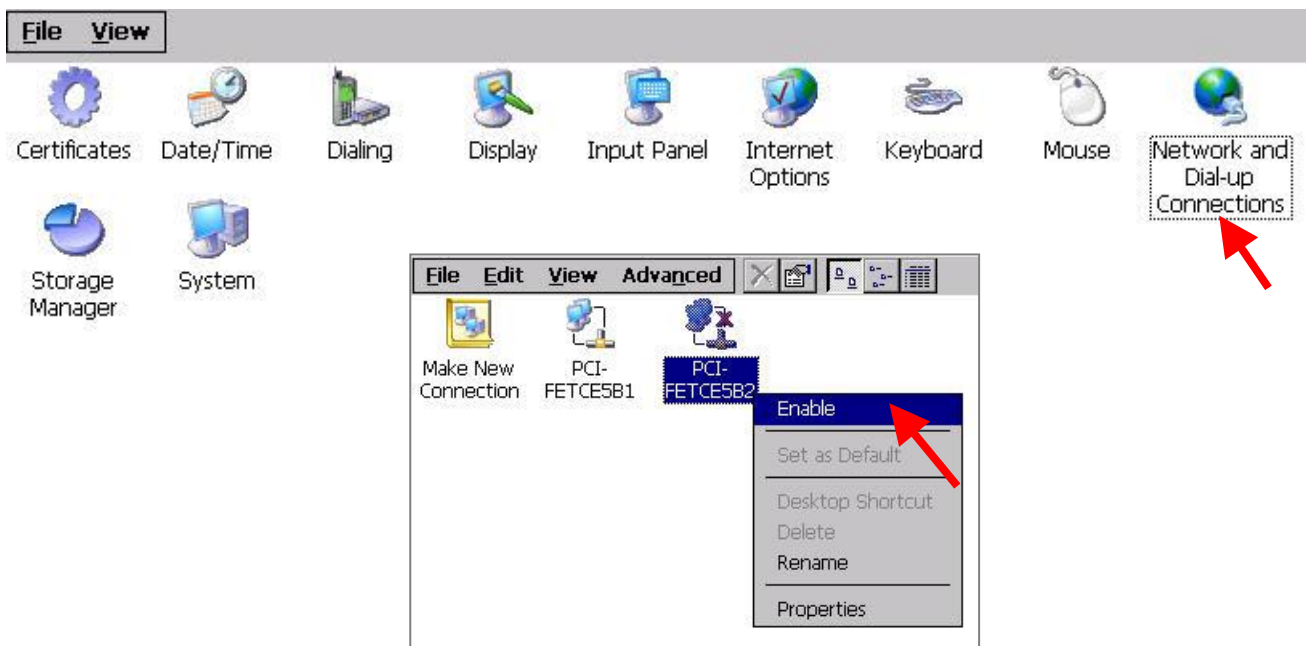 File View
Certificates Date/Time Dialing Display Input Panel Internet Options Keyboard Mouse Network and Dial-up Connections
Storage Manager System
File Edit View Advanced
Make New Connection PCI-FETCE5B1 PCI-FETCE5B2
Enable
Set as Default
Desktop Shortcut
Delete
Rename
Properties